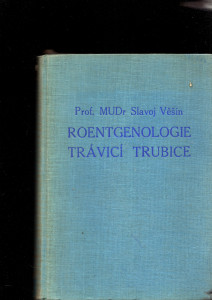 Prof. MUDr Slavoj Věšín
ROENTGENOLOGIE
TRÁVICÍ TRUBICE